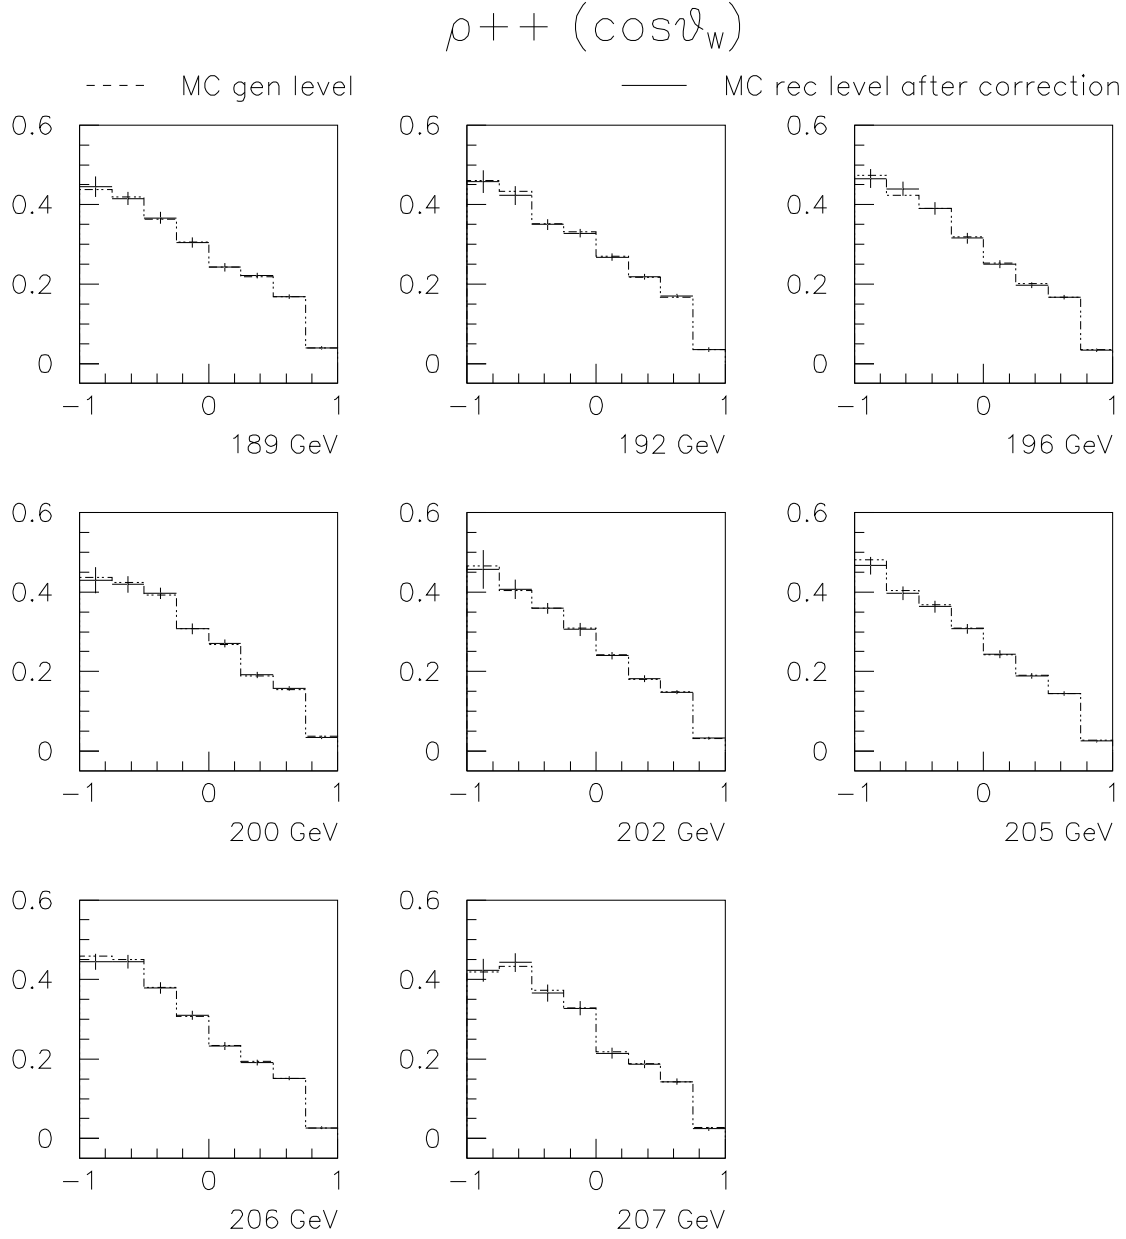 ρ++ (cosϑ_W)
MC gen level MC rec level after correction
0.6 0.6 0.6
0.4 0.4 0.4
0.2 0.2 0.2
0 0 0
−1 0 1 −1 0 1 −1 0 1
189 GeV 192 GeV 196 GeV
0.6 0.6 0.6
0.4 0.4 0.4
0.2 0.2 0.2
0 0 0
−1 0 1 −1 0 1 −1 0 1
200 GeV 202 GeV 205 GeV
0.6 0.6
0.4 0.4
0.2 0.2
0 0
−1 0 1 −1 0 1
206 GeV 207 GeV